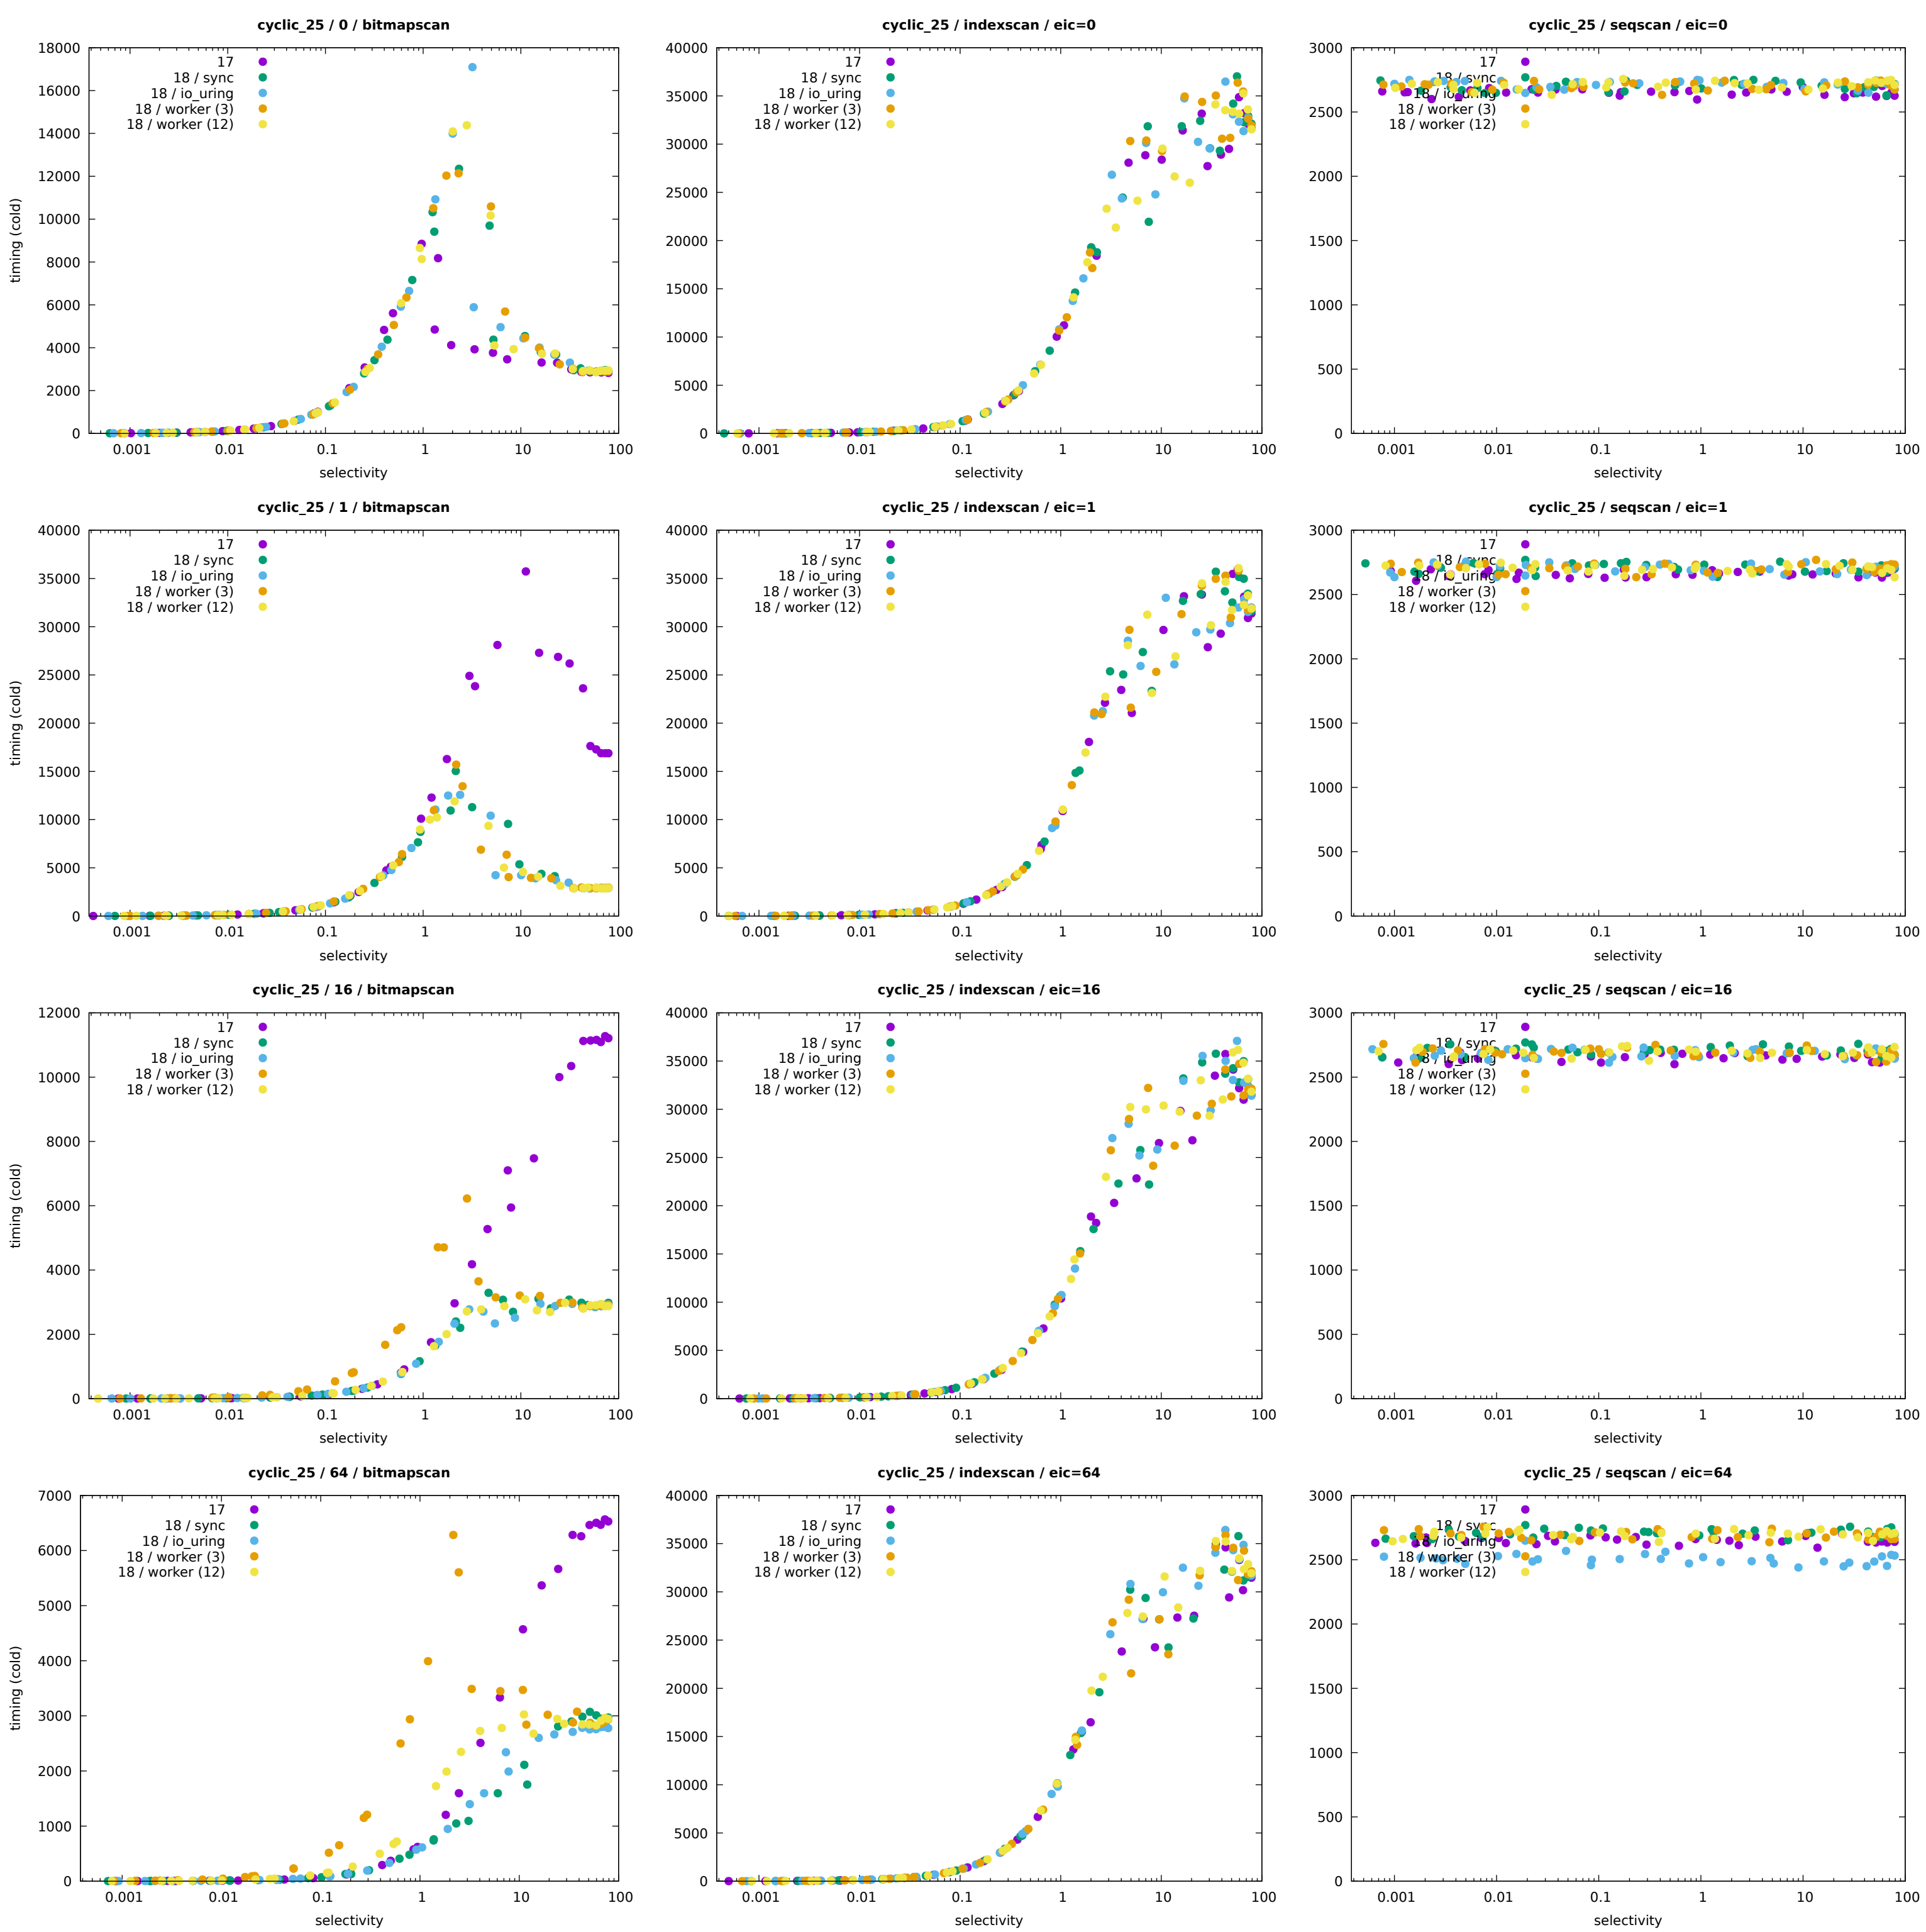 cyclic_25 / 0 / bitmapscan
18000
16000
14000
12000
10000
8000
6000
4000
2000
0
timing (cold)
17
18 / sync
18 / io_uring
18 / worker (3)
18 / worker (12)
0.001 0.01 0.1 1 10 100
selectivity
cyclic_25 / indexscan / eic=0
40000
35000
30000
25000
20000
15000
10000
5000
0
17
18 / sync
18 / io_uring
18 / worker (3)
18 / worker (12)
0.001 0.01 0.1 1 10 100
selectivity
cyclic_25 / seqscan / eic=0
3000
2500
2000
1500
1000
500
0
17
18 / sync
18 / io_uring
18 / worker (3)
18 / worker (12)
0.001 0.01 0.1 1 10 100
selectivity
cyclic_25 / 1 / bitmapscan
40000
35000
30000
25000
20000
15000
10000
5000
0
timing (cold)
17
18 / sync
18 / io_uring
18 / worker (3)
18 / worker (12)
0.001 0.01 0.1 1 10 100
selectivity
cyclic_25 / indexscan / eic=1
40000
35000
30000
25000
20000
15000
10000
5000
0
17
18 / sync
18 / io_uring
18 / worker (3)
18 / worker (12)
0.001 0.01 0.1 1 10 100
selectivity
cyclic_25 / seqscan / eic=1
3000
2500
2000
1500
1000
500
0
17
18 / sync
18 / io_uring
18 / worker (3)
18 / worker (12)
0.001 0.01 0.1 1 10 100
selectivity
cyclic_25 / 16 / bitmapscan
12000
10000
8000
6000
4000
2000
0
timing (cold)
17
18 / sync
18 / io_uring
18 / worker (3)
18 / worker (12)
0.001 0.01 0.1 1 10 100
selectivity
cyclic_25 / indexscan / eic=16
40000
35000
30000
25000
20000
15000
10000
5000
0
17
18 / sync
18 / io_uring
18 / worker (3)
18 / worker (12)
0.001 0.01 0.1 1 10 100
selectivity
cyclic_25 / seqscan / eic=16
3000
2500
2000
1500
1000
500
0
17
18 / sync
18 / io_uring
18 / worker (3)
18 / worker (12)
0.001 0.01 0.1 1 10 100
selectivity
cyclic_25 / 64 / bitmapscan
7000
6000
5000
4000
3000
2000
1000
0
timing (cold)
17
18 / sync
18 / io_uring
18 / worker (3)
18 / worker (12)
0.001 0.01 0.1 1 10 100
selectivity
cyclic_25 / indexscan / eic=64
40000
35000
30000
25000
20000
15000
10000
5000
0
17
18 / sync
18 / io_uring
18 / worker (3)
18 / worker (12)
0.001 0.01 0.1 1 10 100
selectivity
cyclic_25 / seqscan / eic=64
3000
2500
2000
1500
1000
500
0
17
18 / sync
18 / io_uring
18 / worker (3)
18 / worker (12)
0.001 0.01 0.1 1 10 100
selectivity